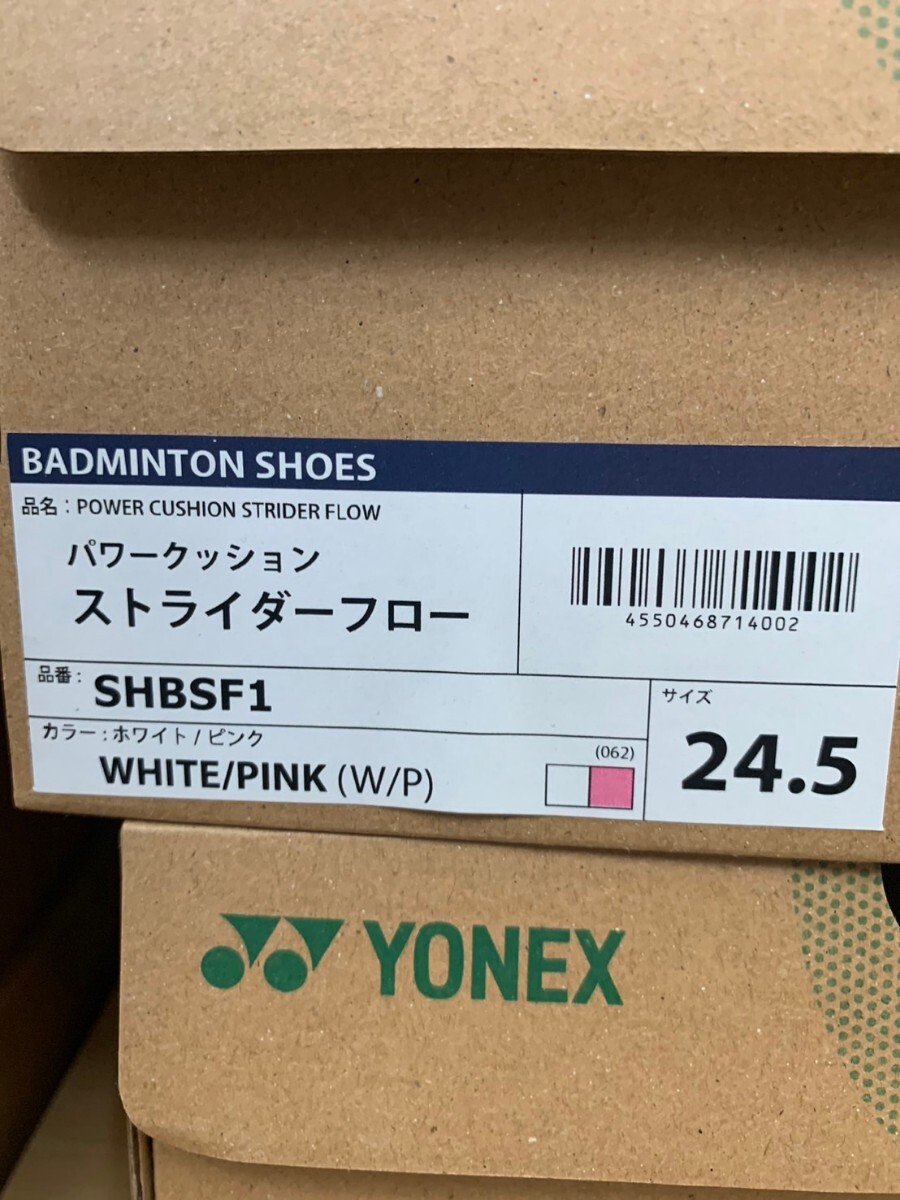 BADMINTON SHOES
品名：POWER CUSHION STRIDER FLOW
パワークッション
ストライダーフロー
4550468714002
品番：
SHBSF1
サイズ
24.5
カラー：ホワイト / ピンク
(062)
WHITE/PINK (W/P)
YONEX